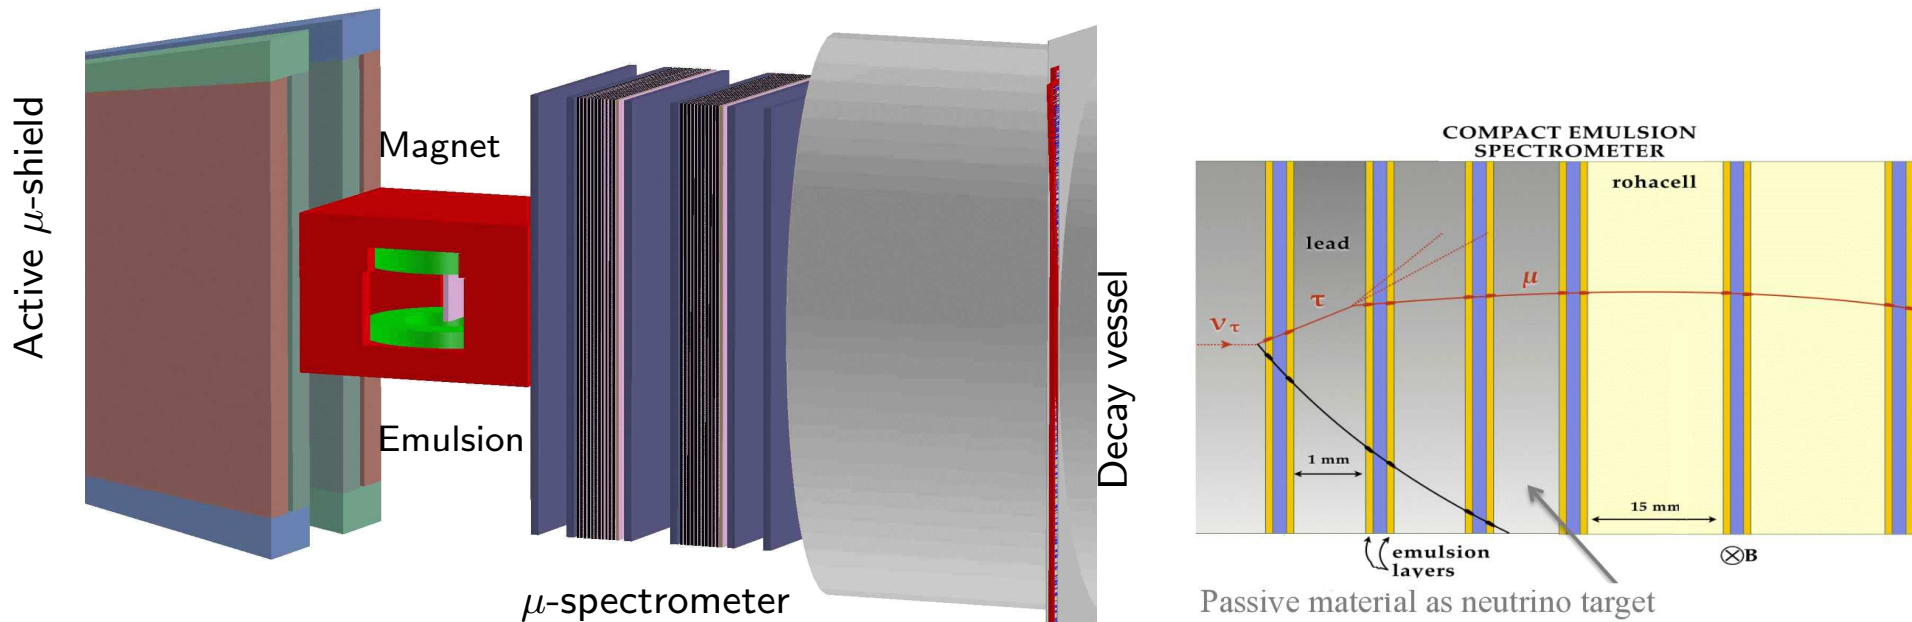 Active μ-shield
Magnet
Emulsion
μ-spectrometer
Decay vessel
COMPACT EMULSION
SPECTROMETER
rohacell
lead
μ
τ
ντ
1 mm
15 mm
emulsion
layers
⊗B
Passive material as neutrino target